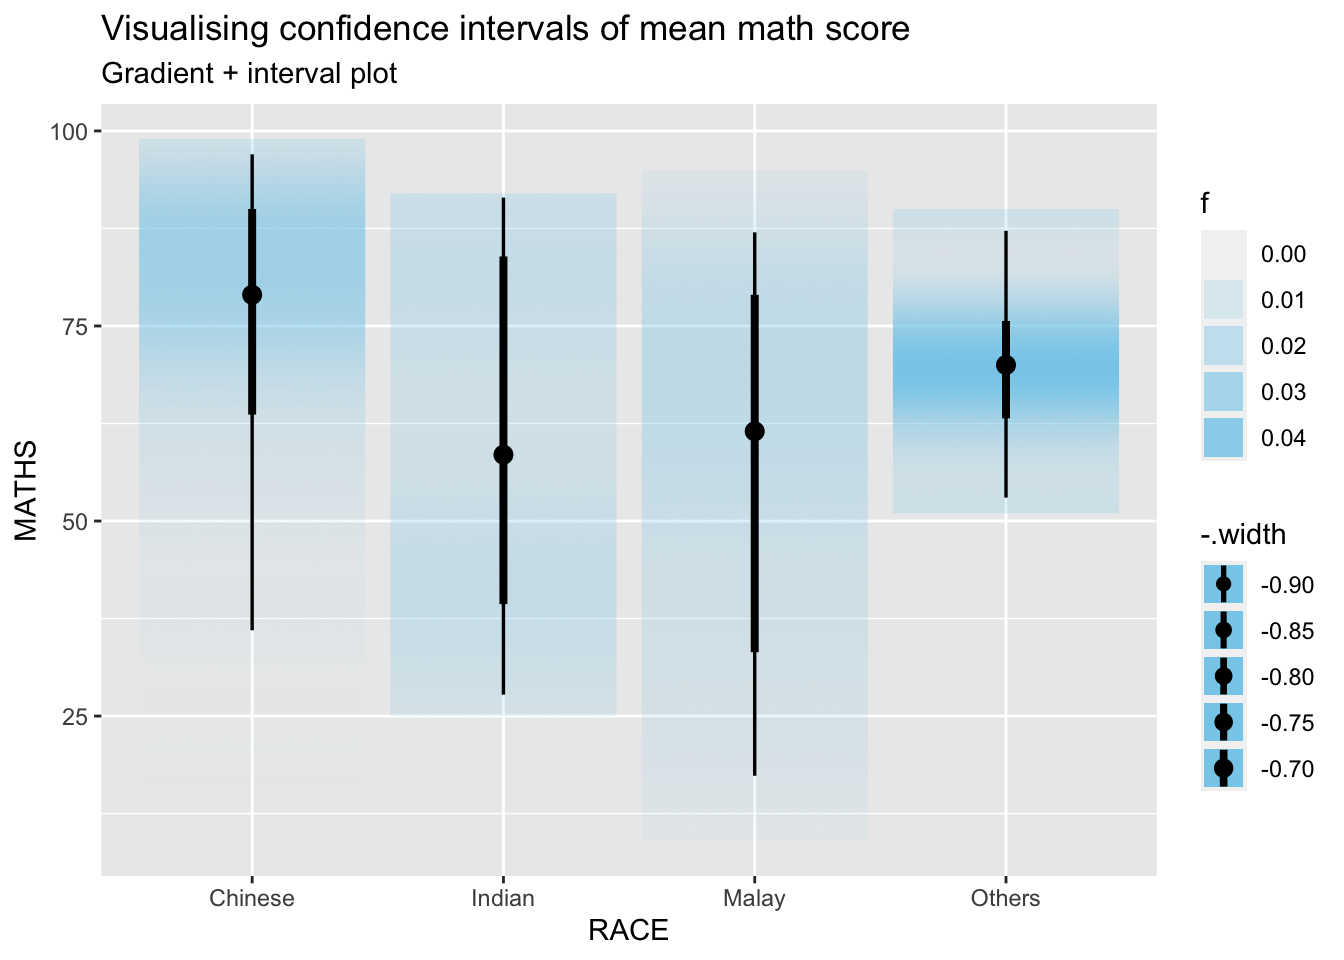 Visualising confidence intervals of mean math score
Gradient + interval plot
MATHS
100
75
50
25
Chinese
Indian
Malay
Others
RACE
f
0.00
0.01
0.02
0.03
0.04
-.width
-0.90
-0.85
-0.80
-0.75
-0.70